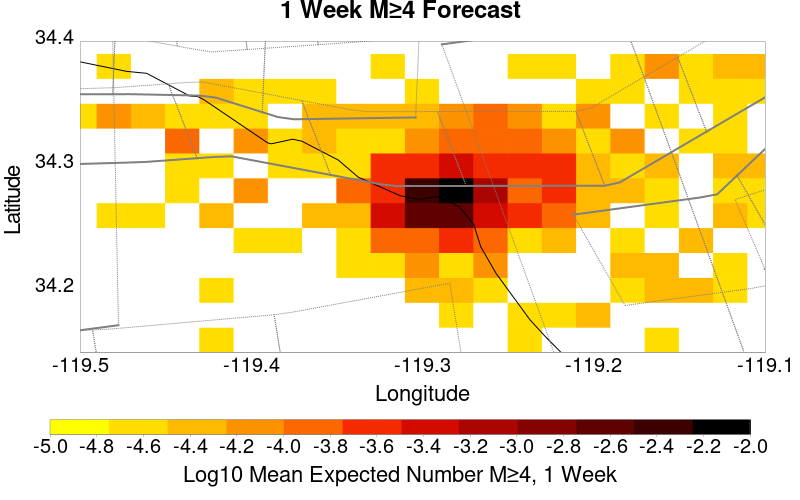 1 Week M≥4 Forecast
34.4
34.3
34.2
Latitude
-119.5 -119.4 -119.3 -119.2 -119.1
Longitude
-5.0 -4.8 -4.6 -4.4 -4.2 -4.0 -3.8 -3.6 -3.4 -3.2 -3.0 -2.8 -2.6 -2.4 -2.2 -2.0
Log10 Mean Expected Number M≥4, 1 Week